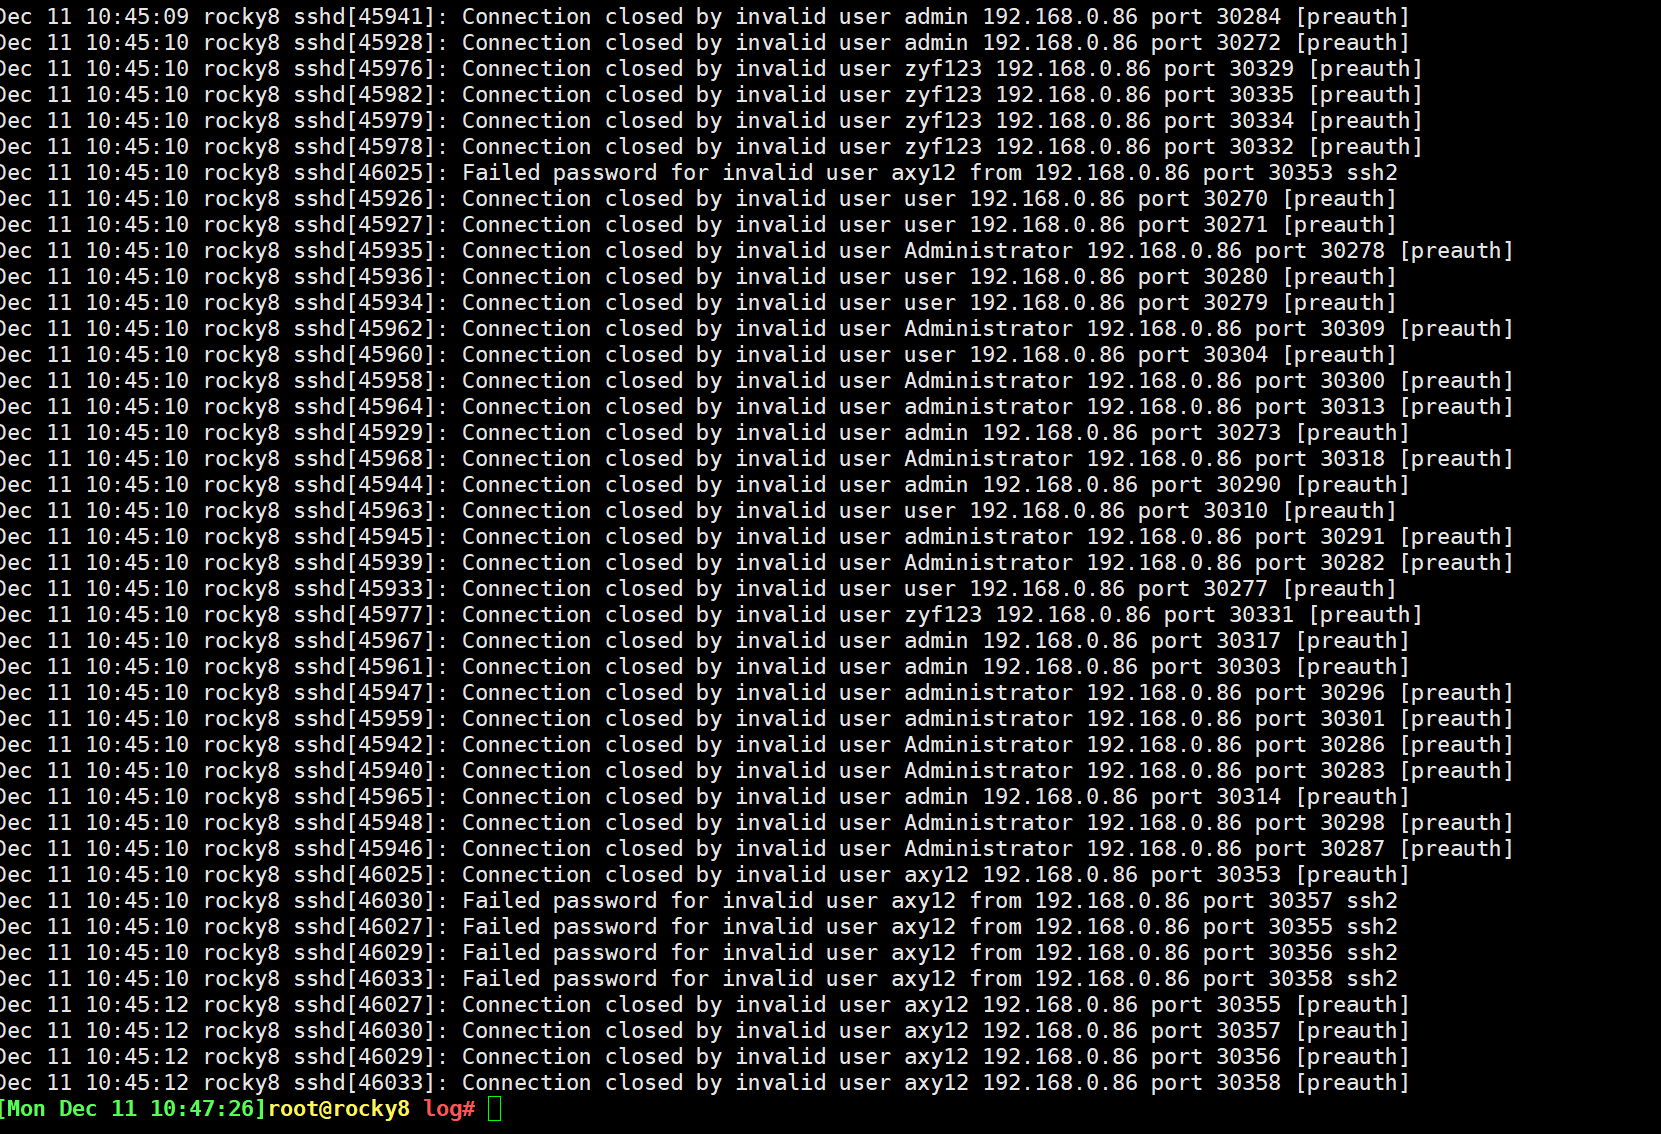 Dec 11 10:45:09 rocky8 sshd[45941]: Connection closed by invalid user admin 192.168.0.86 port 30284 [preauth]
Dec 11 10:45:10 rocky8 sshd[45928]: Connection closed by invalid user admin 192.168.0.86 port 30272 [preauth]
Dec 11 10:45:10 rocky8 sshd[45976]: Connection closed by invalid user zyf123 192.168.0.86 port 30329 [preauth]
Dec 11 10:45:10 rocky8 sshd[45982]: Connection closed by invalid user zyf123 192.168.0.86 port 30335 [preauth]
Dec 11 10:45:10 rocky8 sshd[45979]: Connection closed by invalid user zyf123 192.168.0.86 port 30334 [preauth]
Dec 11 10:45:10 rocky8 sshd[45978]: Connection closed by invalid user zyf123 192.168.0.86 port 30332 [preauth]
Dec 11 10:45:10 rocky8 sshd[46025]: Failed password for invalid user axy12 from 192.168.0.86 port 30353 ssh2
Dec 11 10:45:10 rocky8 sshd[45926]: Connection closed by invalid user user 192.168.0.86 port 30270 [preauth]
Dec 11 10:45:10 rocky8 sshd[45927]: Connection closed by invalid user user 192.168.0.86 port 30271 [preauth]
Dec 11 10:45:10 rocky8 sshd[45935]: Connection closed by invalid user Administrator 192.168.0.86 port 30278 [preauth]
Dec 11 10:45:10 rocky8 sshd[45936]: Connection closed by invalid user user 192.168.0.86 port 30280 [preauth]
Dec 11 10:45:10 rocky8 sshd[45934]: Connection closed by invalid user user 192.168.0.86 port 30279 [preauth]
Dec 11 10:45:10 rocky8 sshd[45962]: Connection closed by invalid user Administrator 192.168.0.86 port 30309 [preauth]
Dec 11 10:45:10 rocky8 sshd[45960]: Connection closed by invalid user user 192.168.0.86 port 30304 [preauth]
Dec 11 10:45:10 rocky8 sshd[45958]: Connection closed by invalid user Administrator 192.168.0.86 port 30300 [preauth]
Dec 11 10:45:10 rocky8 sshd[45964]: Connection closed by invalid user administrator 192.168.0.86 port 30313 [preauth]
Dec 11 10:45:10 rocky8 sshd[45929]: Connection closed by invalid user admin 192.168.0.86 port 30273 [preauth]
Dec 11 10:45:10 rocky8 sshd[45968]: Connection closed by invalid user Administrator 192.168.0.86 port 30318 [preauth]
Dec 11 10:45:10 rocky8 sshd[45944]: Connection closed by invalid user admin 192.168.0.86 port 30290 [preauth]
Dec 11 10:45:10 rocky8 sshd[45963]: Connection closed by invalid user user 192.168.0.86 port 30310 [preauth]
Dec 11 10:45:10 rocky8 sshd[45945]: Connection closed by invalid user administrator 192.168.0.86 port 30291 [preauth]
Dec 11 10:45:10 rocky8 sshd[45939]: Connection closed by invalid user Administrator 192.168.0.86 port 30282 [preauth]
Dec 11 10:45:10 rocky8 sshd[45933]: Connection closed by invalid user user 192.168.0.86 port 30277 [preauth]
Dec 11 10:45:10 rocky8 sshd[45977]: Connection closed by invalid user zyf123 192.168.0.86 port 30331 [preauth]
Dec 11 10:45:10 rocky8 sshd[45967]: Connection closed by invalid user admin 192.168.0.86 port 30317 [preauth]
Dec 11 10:45:10 rocky8 sshd[45961]: Connection closed by invalid user admin 192.168.0.86 port 30303 [preauth]
Dec 11 10:45:10 rocky8 sshd[45947]: Connection closed by invalid user administrator 192.168.0.86 port 30296 [preauth]
Dec 11 10:45:10 rocky8 sshd[45959]: Connection closed by invalid user administrator 192.168.0.86 port 30301 [preauth]
Dec 11 10:45:10 rocky8 sshd[45942]: Connection closed by invalid user Administrator 192.168.0.86 port 30286 [preauth]
Dec 11 10:45:10 rocky8 sshd[45940]: Connection closed by invalid user Administrator 192.168.0.86 port 30283 [preauth]
Dec 11 10:45:10 rocky8 sshd[45965]: Connection closed by invalid user admin 192.168.0.86 port 30314 [preauth]
Dec 11 10:45:10 rocky8 sshd[45948]: Connection closed by invalid user Administrator 192.168.0.86 port 30298 [preauth]
Dec 11 10:45:10 rocky8 sshd[45946]: Connection closed by invalid user Administrator 192.168.0.86 port 30287 [preauth]
Dec 11 10:45:10 rocky8 sshd[46025]: Connection closed by invalid user axy12 192.168.0.86 port 30353 [preauth]
Dec 11 10:45:10 rocky8 sshd[46030]: Failed password for invalid user axy12 from 192.168.0.86 port 30357 ssh2
Dec 11 10:45:10 rocky8 sshd[46027]: Failed password for invalid user axy12 from 192.168.0.86 port 30355 ssh2
Dec 11 10:45:10 rocky8 sshd[46029]: Failed password for invalid user axy12 from 192.168.0.86 port 30356 ssh2
Dec 11 10:45:10 rocky8 sshd[46033]: Failed password for invalid user axy12 from 192.168.0.86 port 30358 ssh2
Dec 11 10:45:12 rocky8 sshd[46027]: Connection closed by invalid user axy12 192.168.0.86 port 30355 [preauth]
Dec 11 10:45:12 rocky8 sshd[46030]: Connection closed by invalid user axy12 192.168.0.86 port 30357 [preauth]
Dec 11 10:45:12 rocky8 sshd[46029]: Connection closed by invalid user axy12 192.168.0.86 port 30356 [preauth]
Dec 11 10:45:12 rocky8 sshd[46033]: Connection closed by invalid user axy12 192.168.0.86 port 30358 [preauth]
[Mon Dec 11 10:47:26]root@rocky8 log#